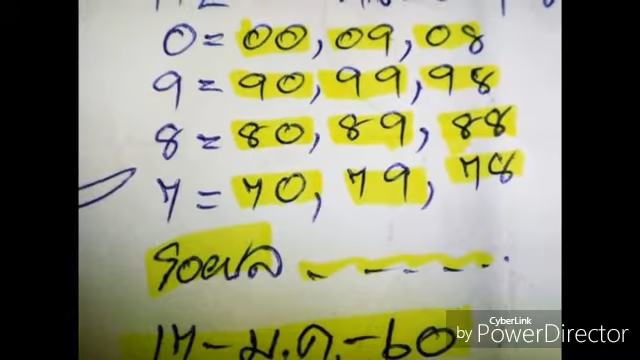 0 = 00, 09, 08
9 = 90, 99, 98
8 = 80, 89, 88
7 = 70, 79, 78
รอผล
17 - ม.ค. - 60
CyberLink
by PowerDirector